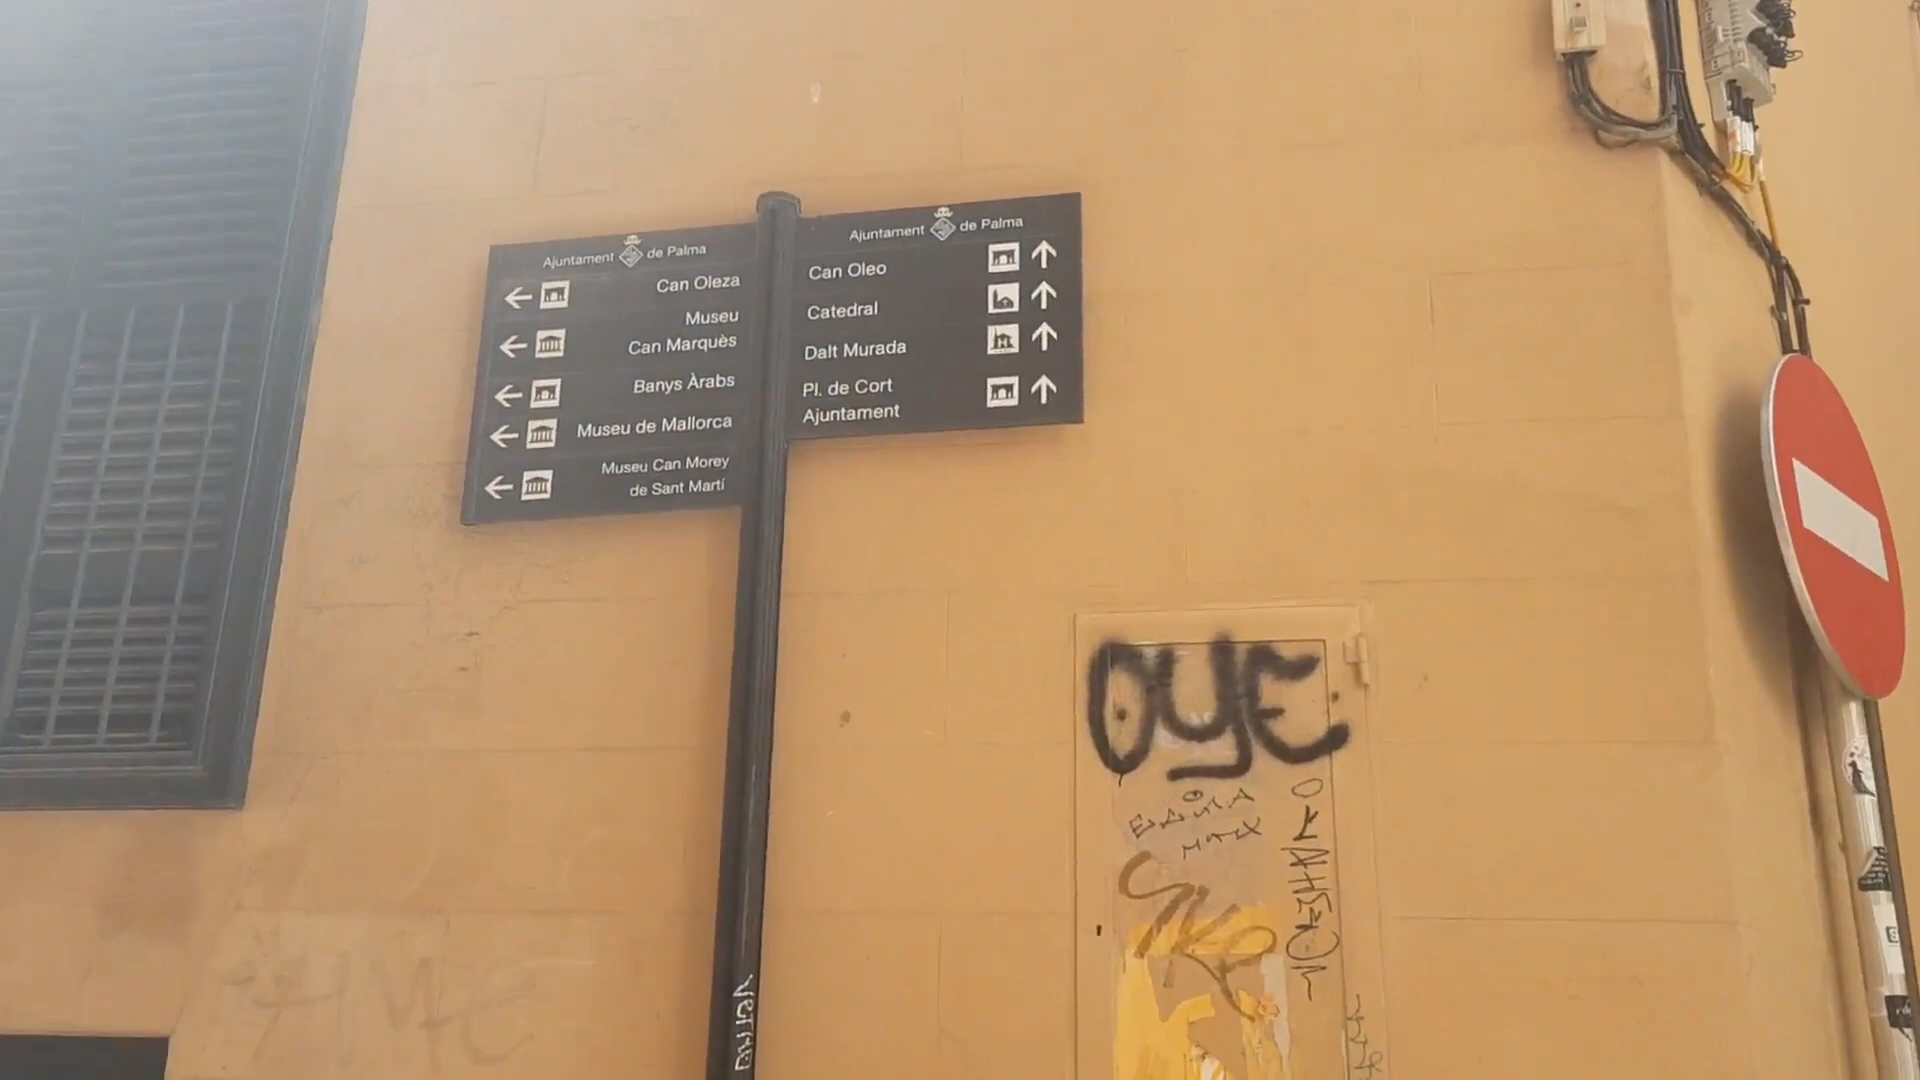 Ajuntament de Palma
Can Oleza
Museu
Can Marquès
Banys Àrabs
Museu de Mallorca
Museu Can Morey
de Sant Martí
Ajuntament de Palma
Can Oleo
Catedral
Dalt Murada
Pl. de Cort
Ajuntament
OYE